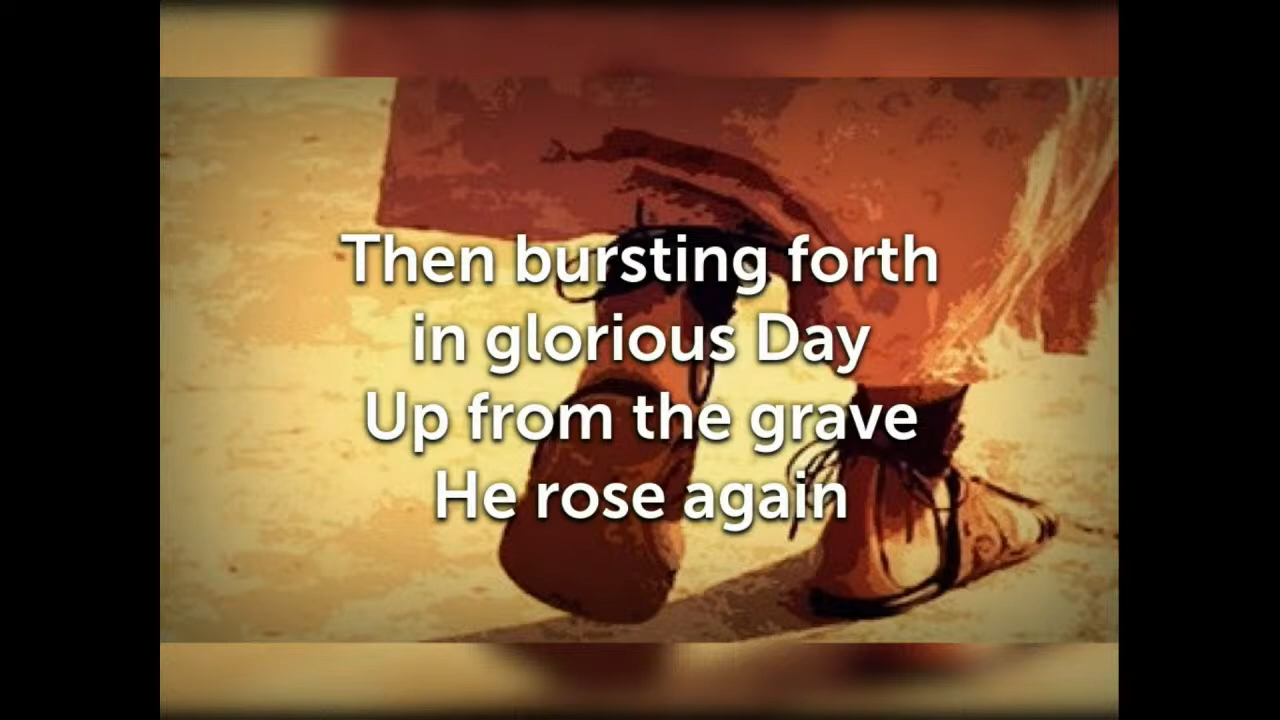 Then bursting forth
in glorious Day
Up from the grave
He rose again